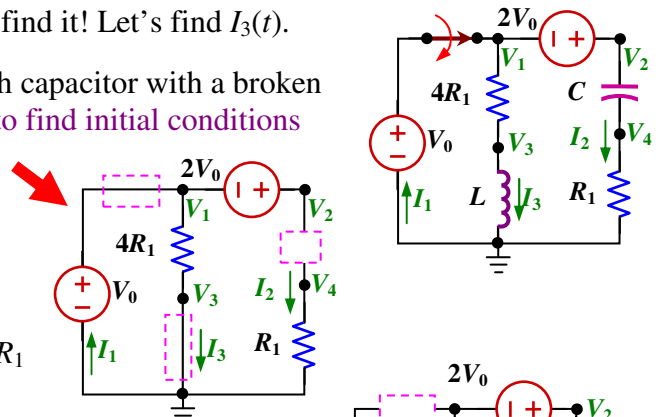 find it! Let's find I₃(t).
h capacitor with a broken
to find initial conditions
2V₀
V₁
V₂
4R₁
C
V₀
V₃
I₂
V₄
I₁
L
I₃
R₁
2V₀
V₁
V₂
4R₁
V₀
V₃
I₂
V₄
R₁
I₁
I₃
R₁
2V₀
V₂